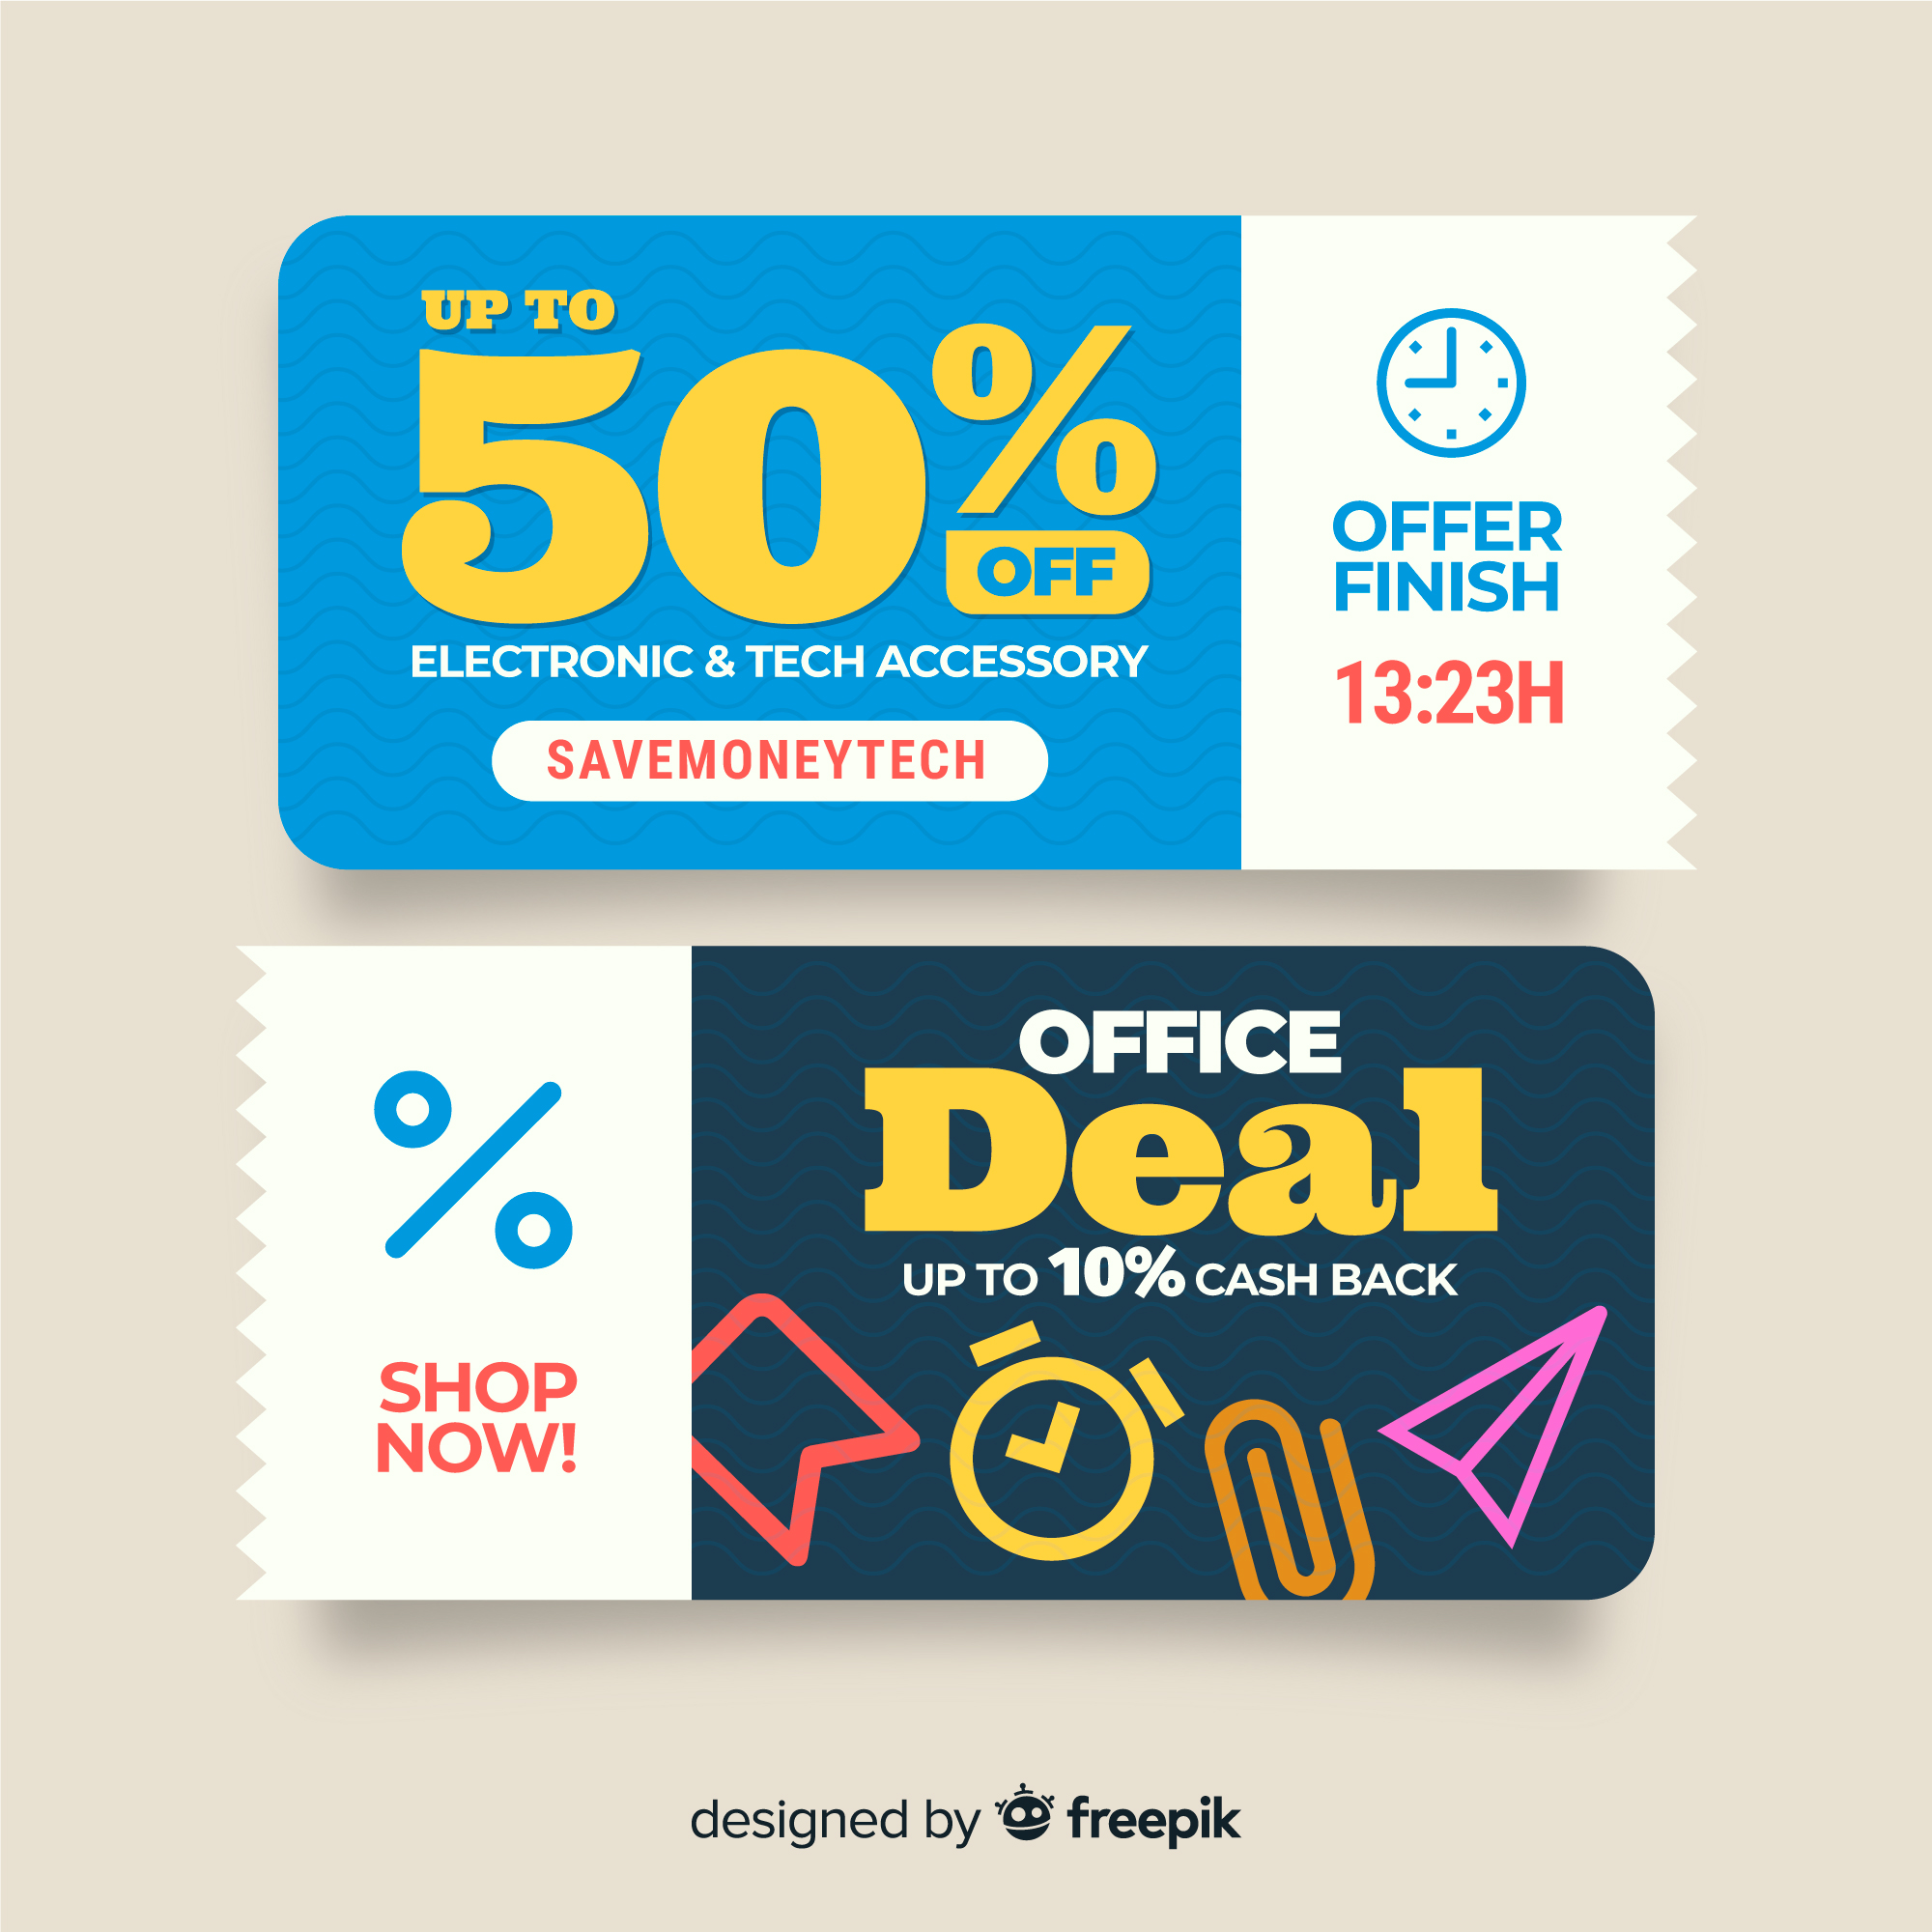 UP TO
50%
OFF
ELECTRONIC & TECH ACCESSORY
SAVEMONEYTECH
OFFER
FINISH
13:23H
%
SHOP
NOW!
OFFICE
Deal
UP TO 10% CASH BACK
designed by freepik